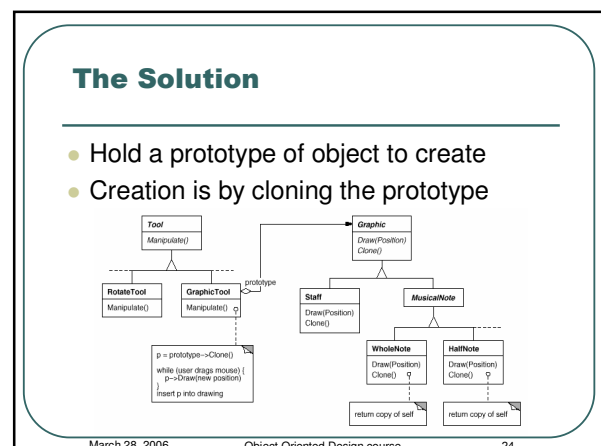 The Solution
Hold a prototype of object to create
Creation is by cloning the prototype
Tool
Manipulate()
Graphic
Draw(Position)
Clone()
prototype
RotateTool
Manipulate()
GraphicTool
Manipulate()
Staff
Draw(Position)
Clone()
MusicalNote
p = prototype->Clone()
while (user drags mouse) {
p->Draw(new position)
}
insert p into drawing
WholeNote
Draw(Position)
Clone()
HalfNote
Draw(Position)
Clone()
return copy of self
return copy of self
March 28, 2006
Object Oriented Design course
24